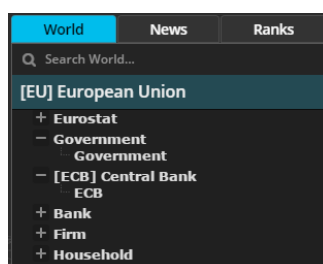 World News Ranks
Search World...
[EU] European Union
+ Eurostat
− Government
Government
− [ECB] Central Bank
ECB
+ Bank
+ Firm
+ Household